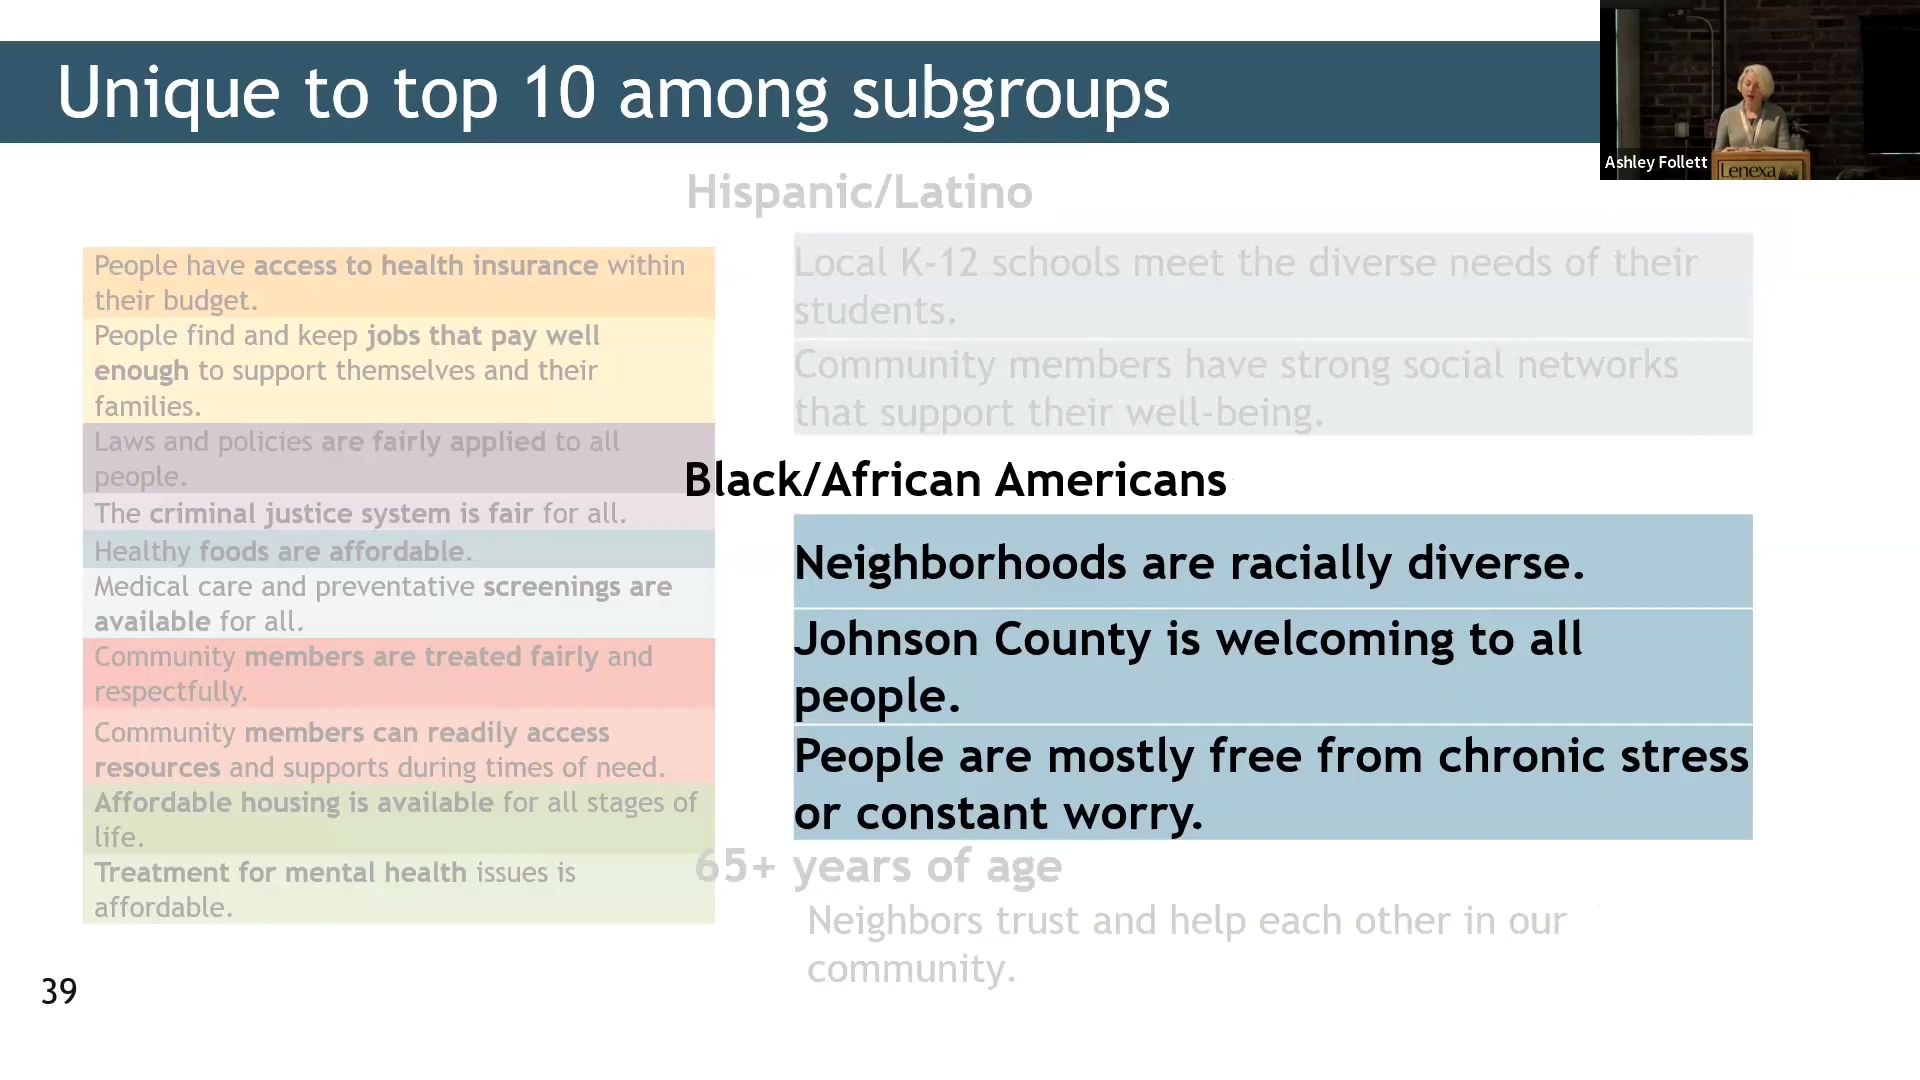 Unique to top 10 among subgroups
Ashley Follett
Lenexa
Hispanic/Latino
People have access to health insurance within
their budget.
People find and keep jobs that pay well
enough to support themselves and their
families.
Laws and policies are fairly applied to all
people.
The criminal justice system is fair for all.
Healthy foods are affordable.
Medical care and preventative screenings are
available for all.
Community members are treated fairly and
respectfully.
Community members can readily access
resources and supports during times of need.
Affordable housing is available for all stages of
life.
Treatment for mental health issues is
affordable.
Local K-12 schools meet the diverse needs of their
students.
Community members have strong social networks
that support their well-being.
Black/African Americans
Neighborhoods are racially diverse.
Johnson County is welcoming to all
people.
People are mostly free from chronic stress
or constant worry.
65+ years of age
Neighbors trust and help each other in our
community.
39